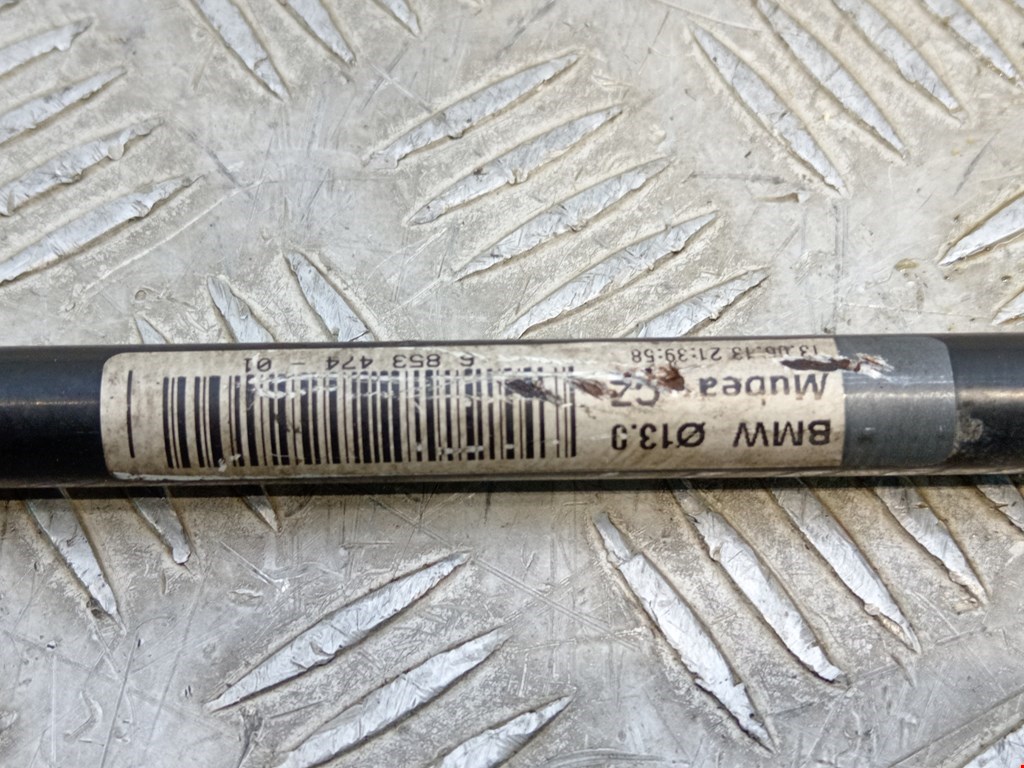 BMW Ø13.0
Mubea CZ
13.06.13 21:39:58
6 853 474 - 01